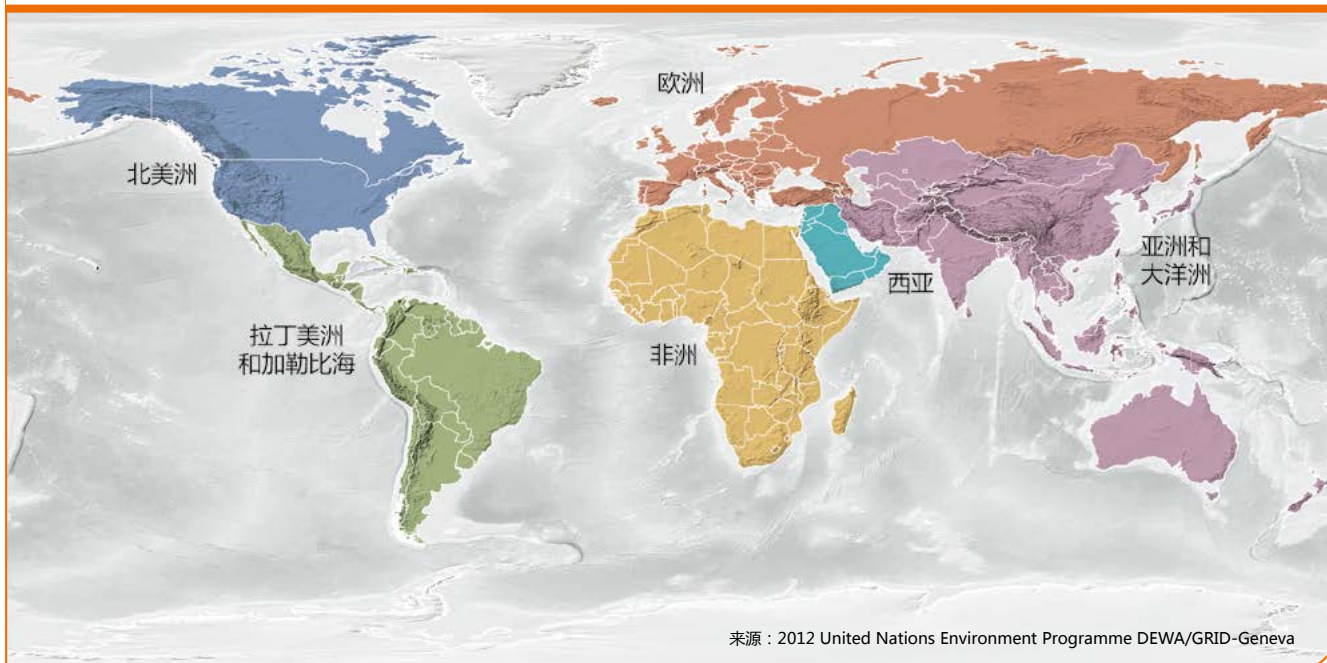 欧洲
北美洲
亚洲和
大洋洲
西亚
拉丁美洲
和加勒比海
非洲
来源：2012 United Nations Environment Programme DEWA/GRID-Geneva